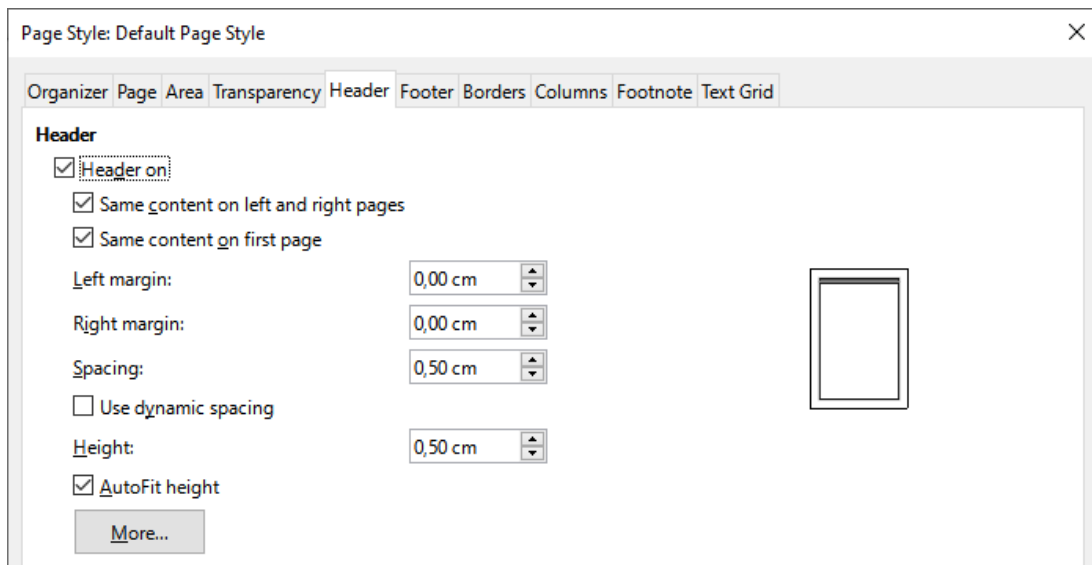 Page Style: Default Page Style
Organizer Page Area Transparency Header Footer Borders Columns Footnote Text Grid
Header
Header on
Same content on left and right pages
Same content on first page
Left margin: 0,00 cm
Right margin: 0,00 cm
Spacing: 0,50 cm
Use dynamic spacing
Height: 0,50 cm
AutoFit height
More...